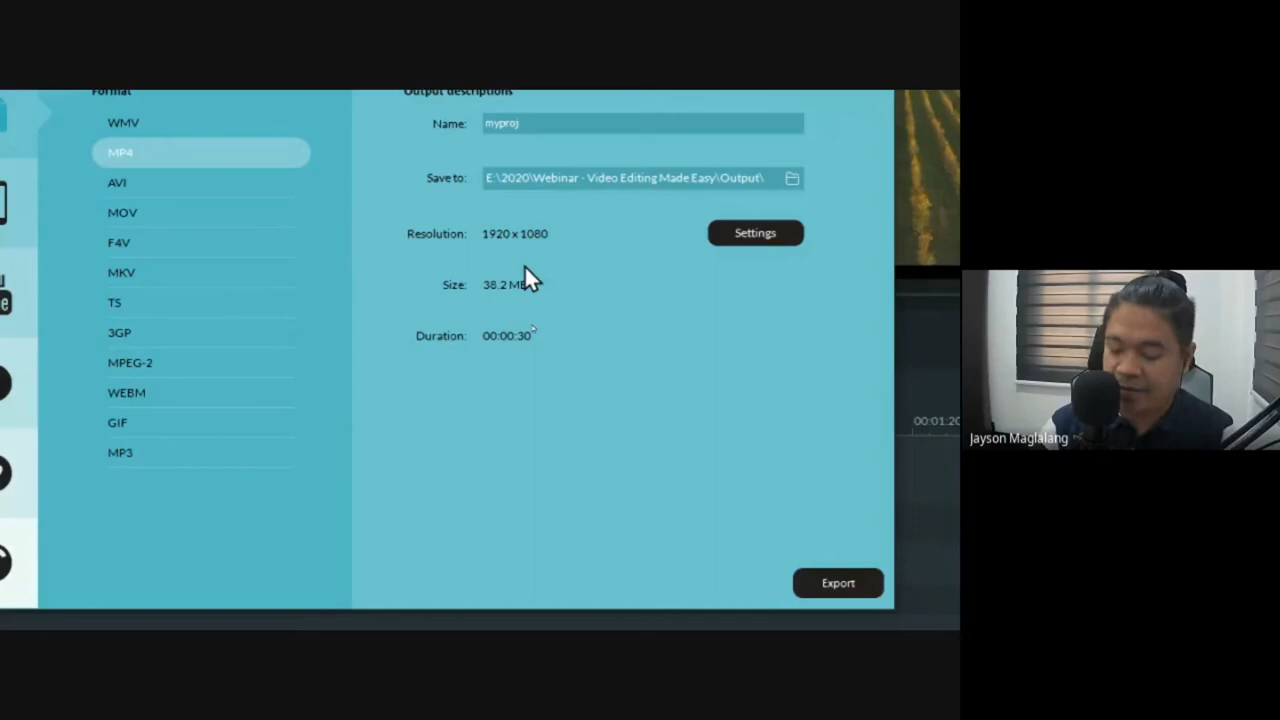 Format
WMV
MP4
AVI
MOV
F4V
MKV
TS
3GP
MPEG-2
WEBM
GIF
MP3
Output descriptions
Name: myproj
Save to: E:\2020\Webinar - Video Editing Made Easy\Output\
Resolution: 1920 x 1080
Settings
Size: 38.2 M
Duration: 00:00:30
Export
00:01:20
Jayson Maglalang